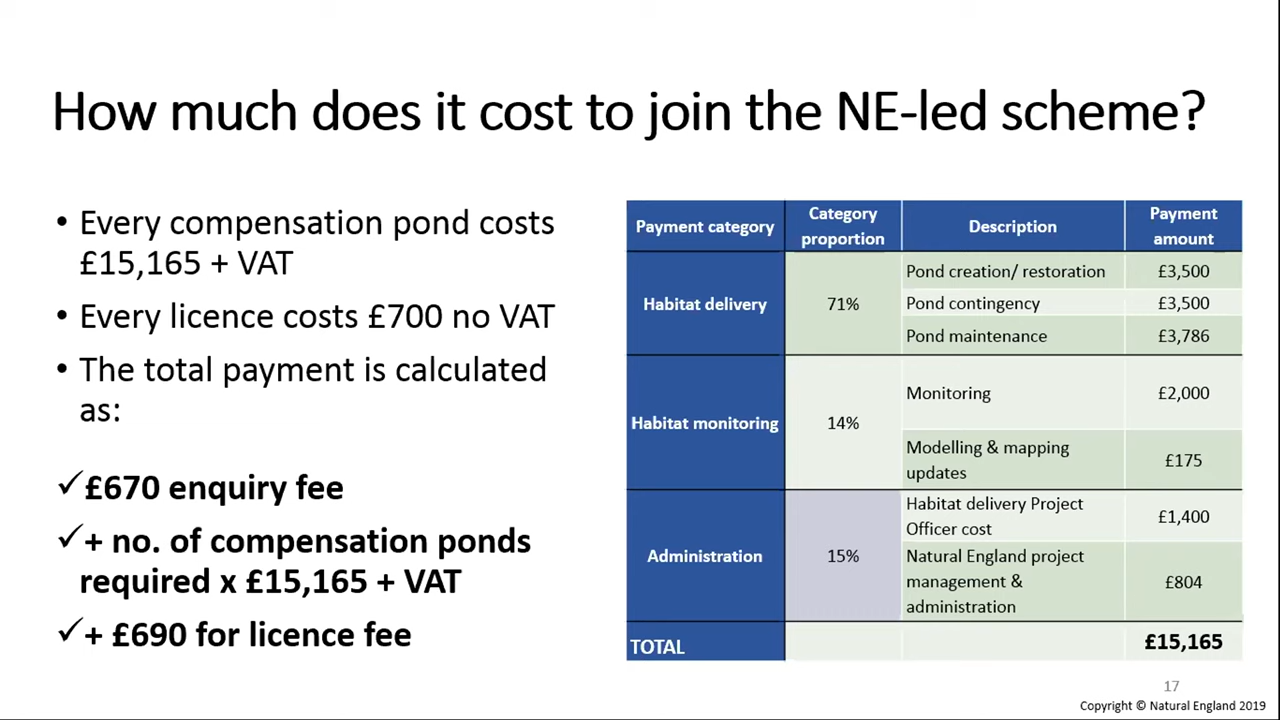 How much does it cost to join the NE-led scheme?
• Every compensation pond costs
£15,165 + VAT
• Every licence costs £700 no VAT
• The total payment is calculated
as:
✓£670 enquiry fee
✓+ no. of compensation ponds
required x £15,165 + VAT
✓+ £690 for licence fee
Payment category
Category
proportion
Description
Payment
amount
Habitat delivery
71%
Pond creation/ restoration
£3,500
Pond contingency
£3,500
Pond maintenance
£3,786
Habitat monitoring
14%
Monitoring
£2,000
Modelling & mapping
updates
£175
Administration
15%
Habitat delivery Project
Officer cost
£1,400
Natural England project
management &
administration
£804
TOTAL
£15,165
17
Copyright © Natural England 2019